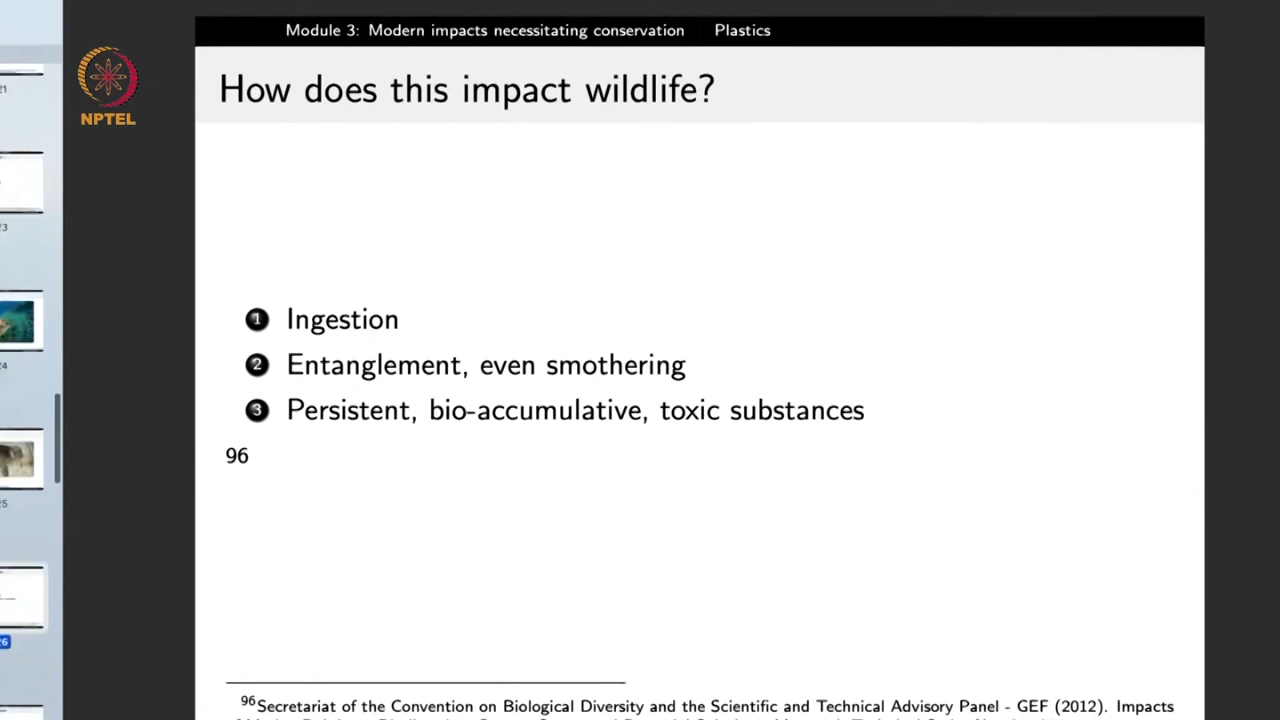 Module 3: Modern impacts necessitating conservation Plastics
NPTEL
How does this impact wildlife?
1 Ingestion
2 Entanglement, even smothering
3 Persistent, bio-accumulative, toxic substances
96
96 Secretariat of the Convention on Biological Diversity and the Scientific and Technical Advisory Panel - GEF (2012). Impacts